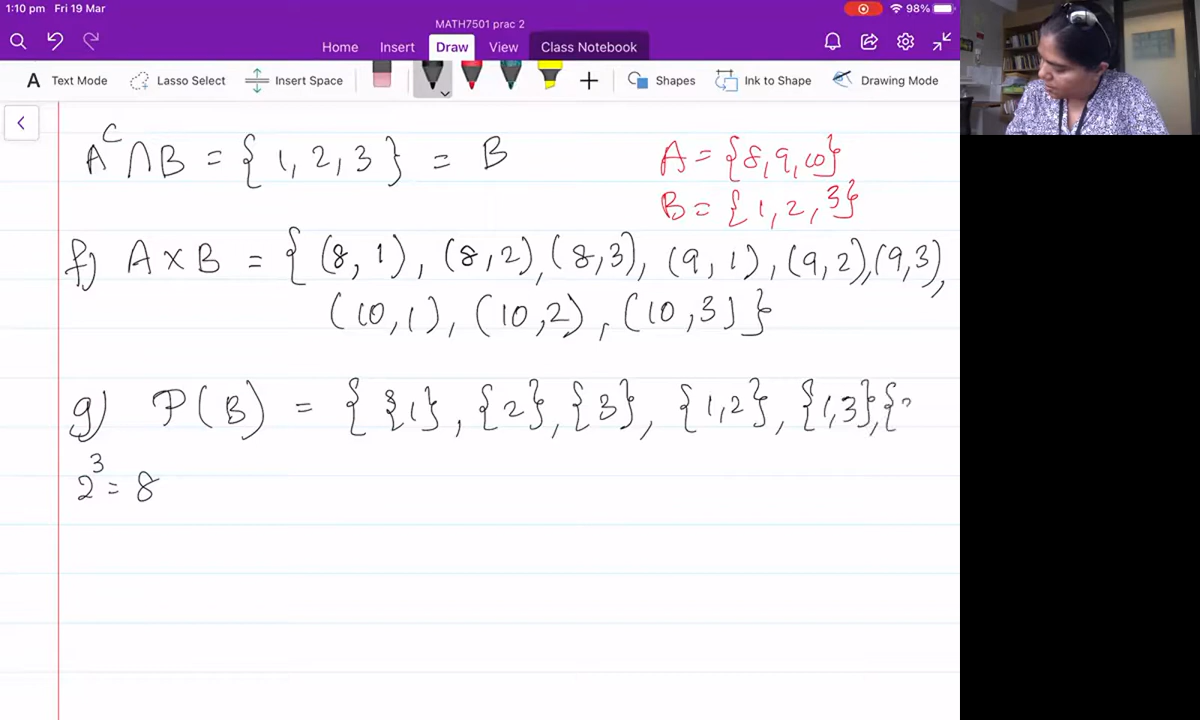 1:10 pm Fri 19 Mar
98%
MATH7501 prac 2
Home Insert Draw View Class Notebook
Text Mode Lasso Select Insert Space Shapes Ink to Shape Drawing Mode
A^C ∩ B = { 1, 2, 3 } = B
A = {8, 9, 10}
B = { 1, 2, 3}
f) A × B = { (8, 1), (8, 2), (8, 3), (9, 1), (9, 2), (9, 3),
(10, 1), (10, 2), (10, 3) }
g) P(B) = { {1}, {2}, {3}, {1,2}, {1,3}, {
2^3 = 8